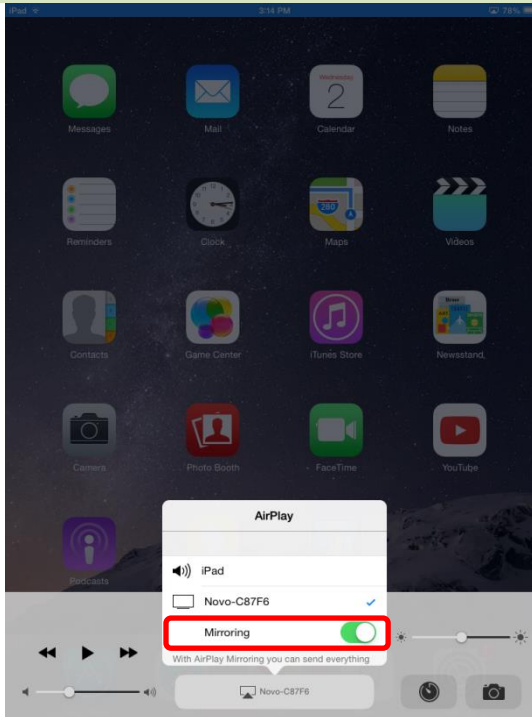 iPad 3:14 PM 78%
Messages Mail Wednesday 2 Calendar Notes
Reminders Clock 280 Maps Videos
Contacts Game Center iTunes Store Newsstand
Camera Photo Booth FaceTime YouTube
Podcasts
AirPlay
iPad
Novo-C87F6
Mirroring
With AirPlay Mirroring you can send everything
Novo-C87F6